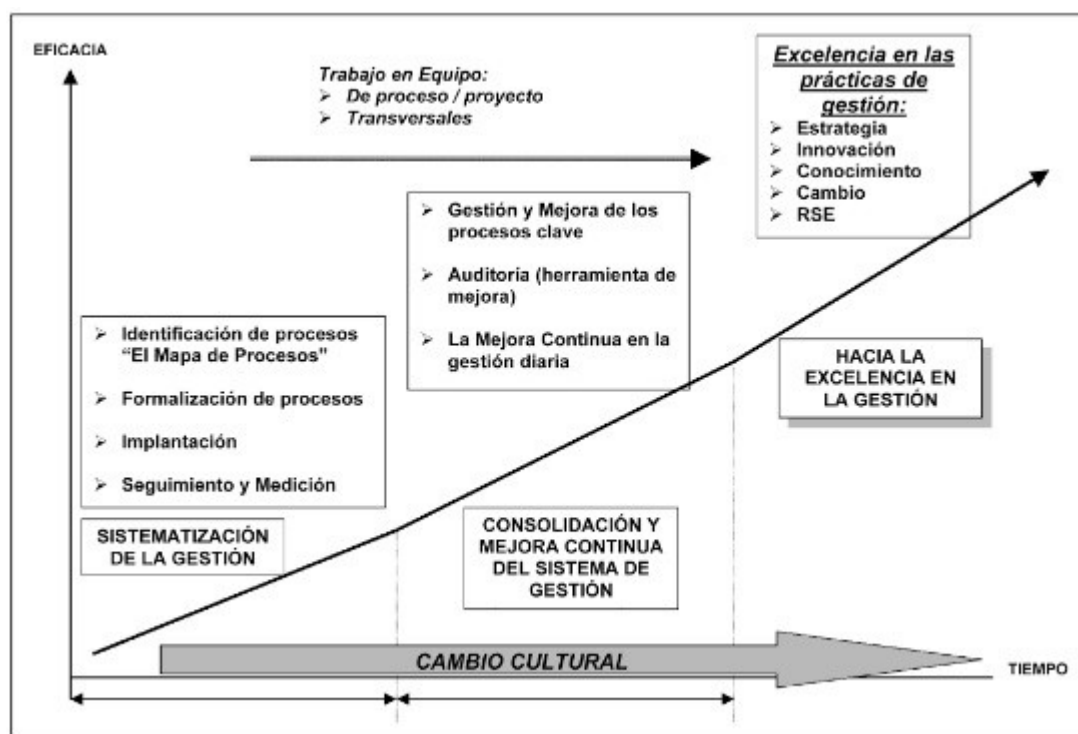 EFICACIA
Trabajo en Equipo:
➤ De proceso / proyecto
➤ Transversales
Excelencia en las
prácticas de
gestión:
➤ Estrategia
➤ Innovación
➤ Conocimiento
➤ Cambio
➤ RSE
➤ Gestión y Mejora de los
procesos clave
➤ Auditoría (herramienta de
mejora)
➤ La Mejora Continua en la
gestión diaria
➤ Identificación de procesos
“El Mapa de Procesos”
➤ Formalización de procesos
➤ Implantación
➤ Seguimiento y Medición
HACIA LA
EXCELENCIA EN
LA GESTIÓN
SISTEMATIZACIÓN
DE LA GESTIÓN
CONSOLIDACIÓN Y
MEJORA CONTINUA
DEL SISTEMA DE
GESTIÓN
CAMBIO CULTURAL
TIEMPO